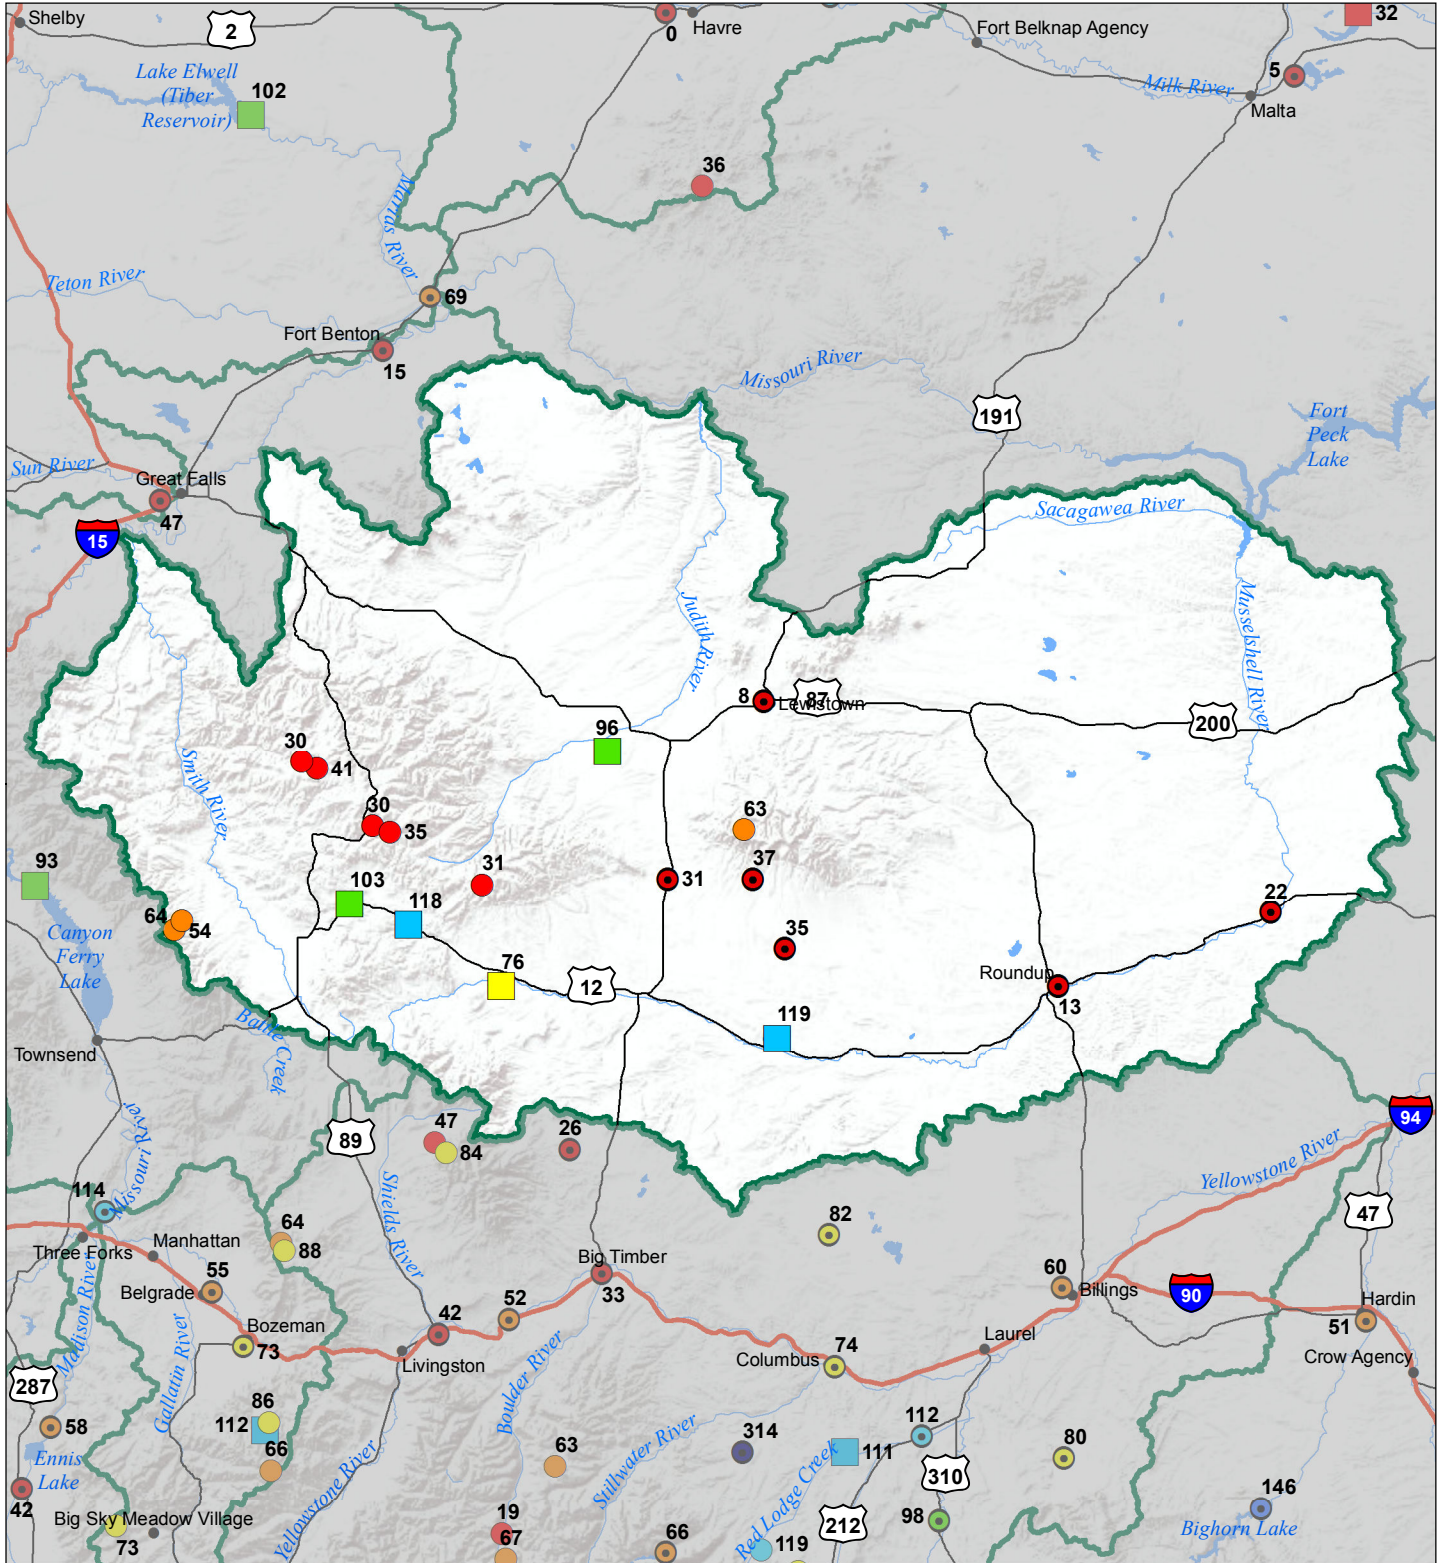 Shelby
2
0
Havre
Fort Belknap Agency
32
Lake Elwell
(Tiber
Reservoir)
102
5
Milk River
Malta
36
Marias River
Teton River
69
Fort Benton
15
Missouri River
191
Fort
Peck
Lake
Sun River
Great Falls
47
15
Sacagawea River
Judith River
Musselshell River
8
87
Lewistown
200
96
30
41
Smith River
30
35
63
93
31
31
37
103
118
22
64
54
Canyon
Ferry
Lake
35
76
12
Roundup
13
119
Battle Creek
Townsend
Missouri River
89
47
84
26
94
Yellowstone River
114
Shields River
47
Three Forks
Manhattan
64
88
82
Big Timber
33
Madison River
Belgrade
55
60
Billings
90
Hardin
51
Bozeman
73
42
52
Livingston
Gallatin River
Boulder River
Columbus
74
Laurel
Crow Agency
287
58
86
112
66
Ennis
Lake
42
63
Stillwater River
314
111
112
80
310
Red Lodge Creek
Yellowstone River
146
Bighorn Lake
Big Sky Meadow Village
73
19
67
66
119
212
98